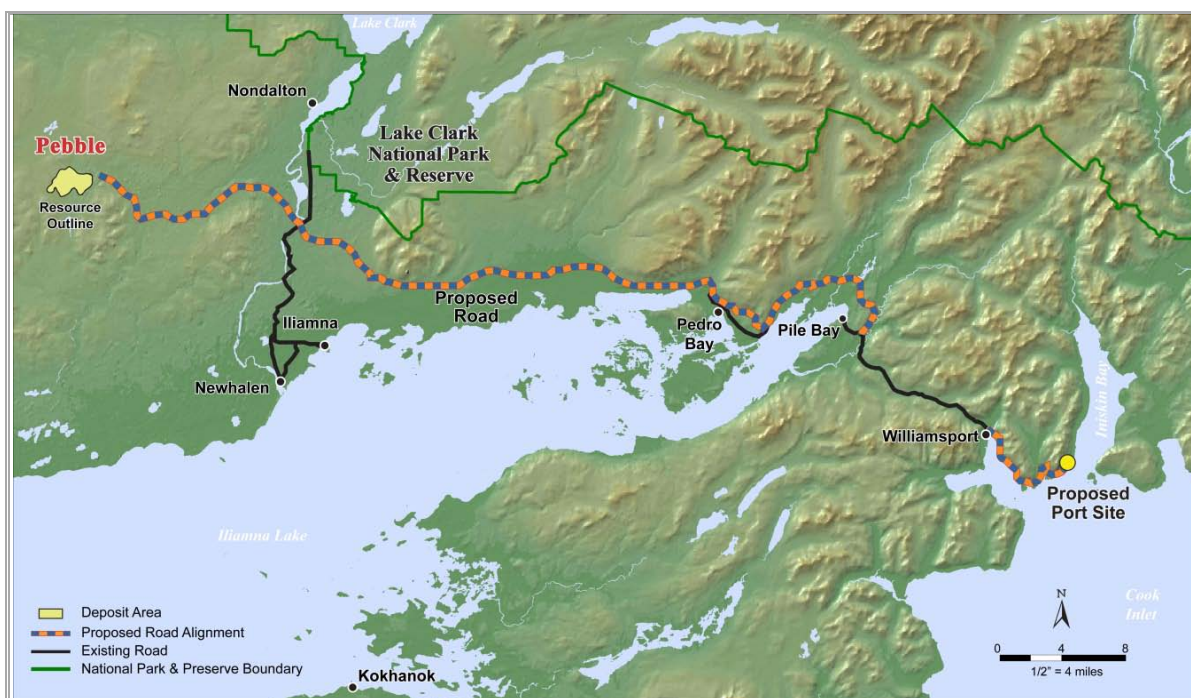 Lake Clark
Nondalton
Pebble
Resource
Outline
Lake Clark
National Park
& Reserve
Proposed
Road
Iliamna
Newhalen
Pedro
Bay
Pile Bay
Iniskin Bay
Williamsport
Proposed
Port Site
Iliamna Lake
Cook
Inlet
Kokhanok
Deposit Area
Proposed Road Alignment
Existing Road
National Park & Preserve Boundary
N
4 0 4 8
1/2" = 4 miles